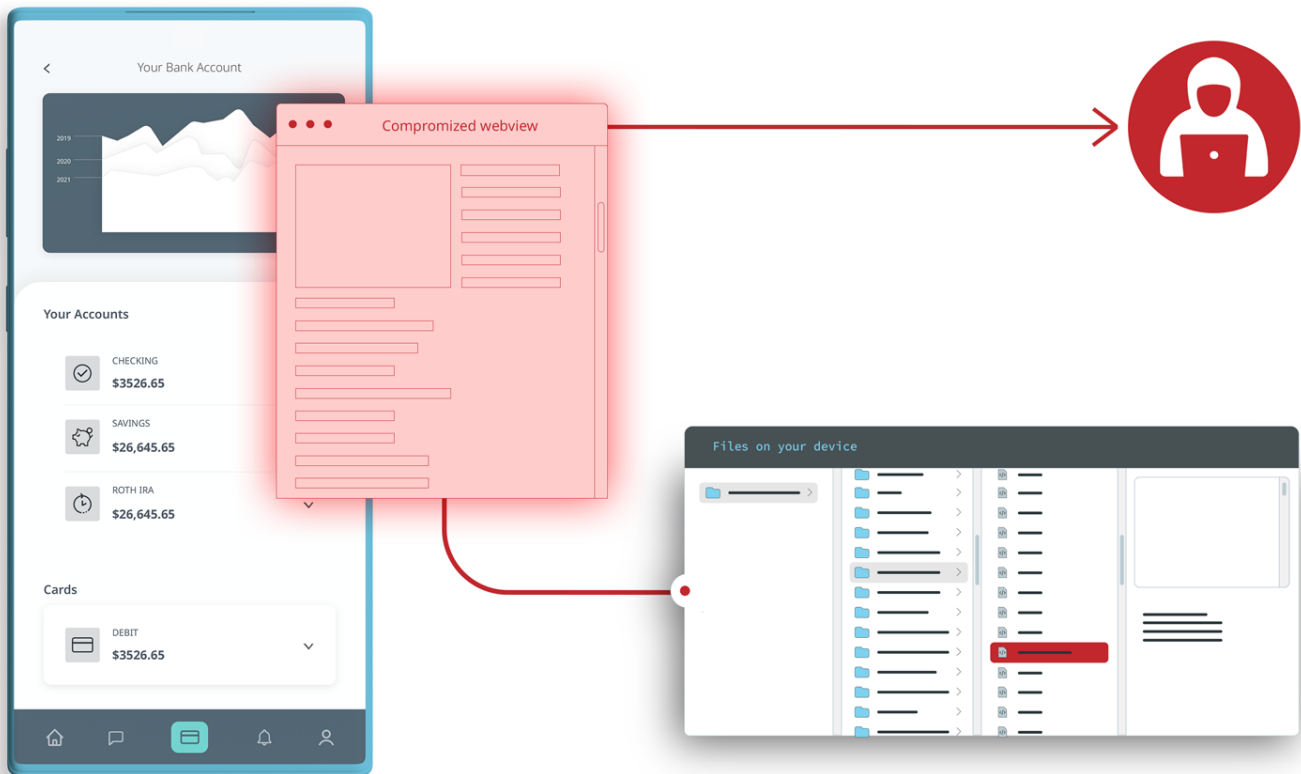 Your Bank Account
2019
2020
2021
Compromized webview
Your Accounts
CHECKING
$3526.65
SAVINGS
$26,645.65
ROTH IRA
$26,645.65
Cards
DEBIT
$3526.65
Files on your device